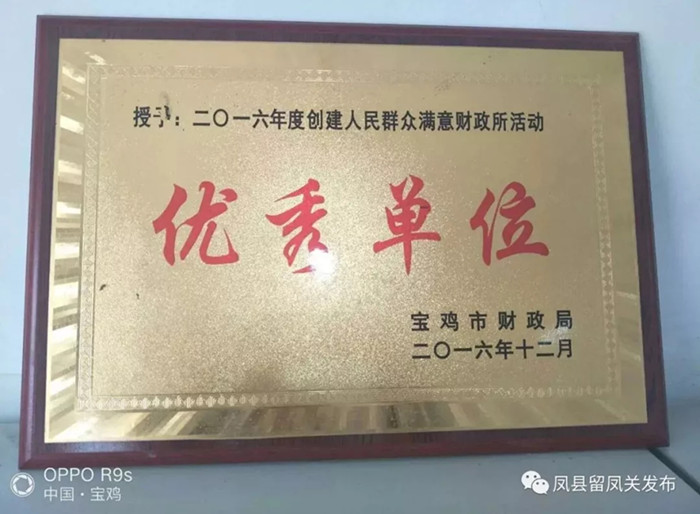 授予：二〇一六年度创建人民群众满意财政所活动
优秀单位
宝鸡市财政局
二〇一六年十二月
OPPO R9s
中国·宝鸡
凤县留凤关发布